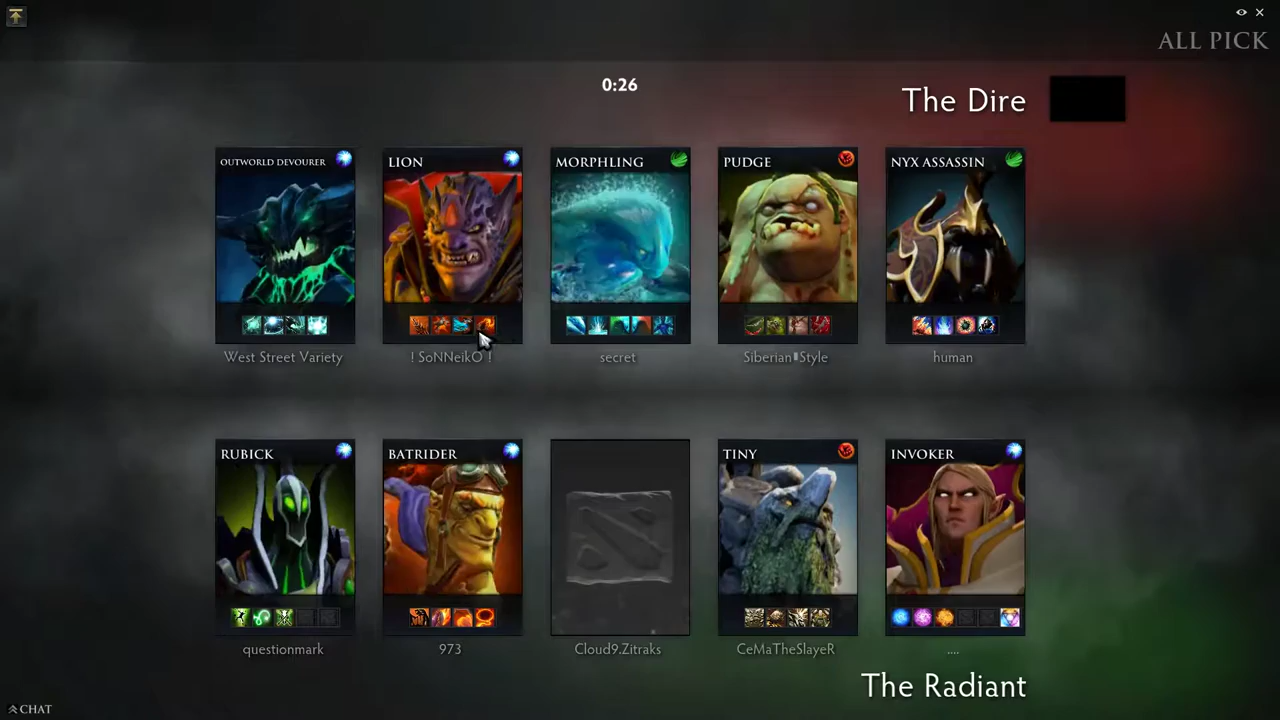 ALL PICK
0:26
The Dire
OUTWORLD DEVOURER
LION
MORPHLING
PUDGE
NYX ASSASSIN
West Street Variety
! SoNNeikO !
secret
Siberian▮Style
human
RUBICK
BATRIDER
TINY
INVOKER
questionmark
973
Cloud9.Zitraks
CeMaTheSlayeR
....
The Radiant
CHAT